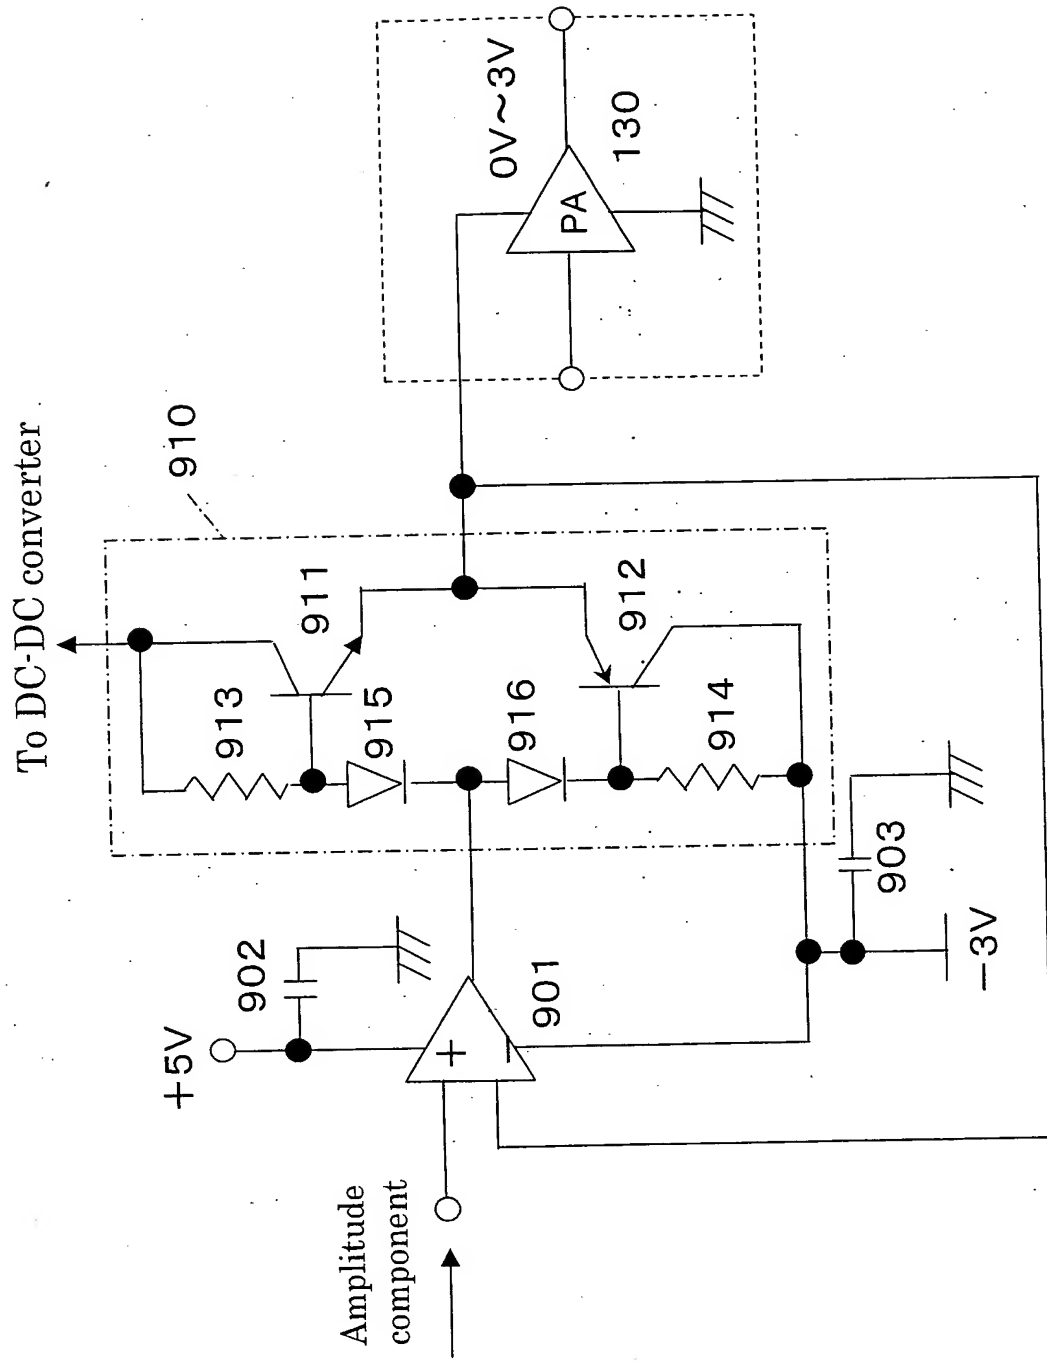 To DC-DC converter
910
911
913
915
916
912
914
0V~3V
PA
130
+5V
902
+
−
901
903
−3V
Amplitude
component